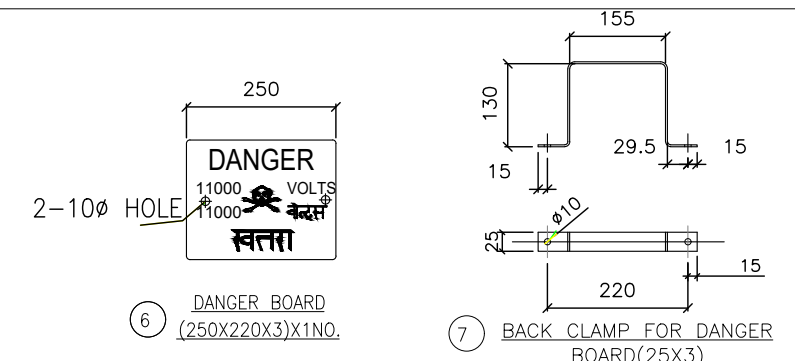 250
DANGER
11000 VOLTS
11000 वोल्ट्स
खतरा
2-10ø HOLE
6 DANGER BOARD
(250X220X3)X1NO.
155
130
15
29.5 15
ø10
25
15
220
7 BACK CLAMP FOR DANGER
BOARD(25X3)